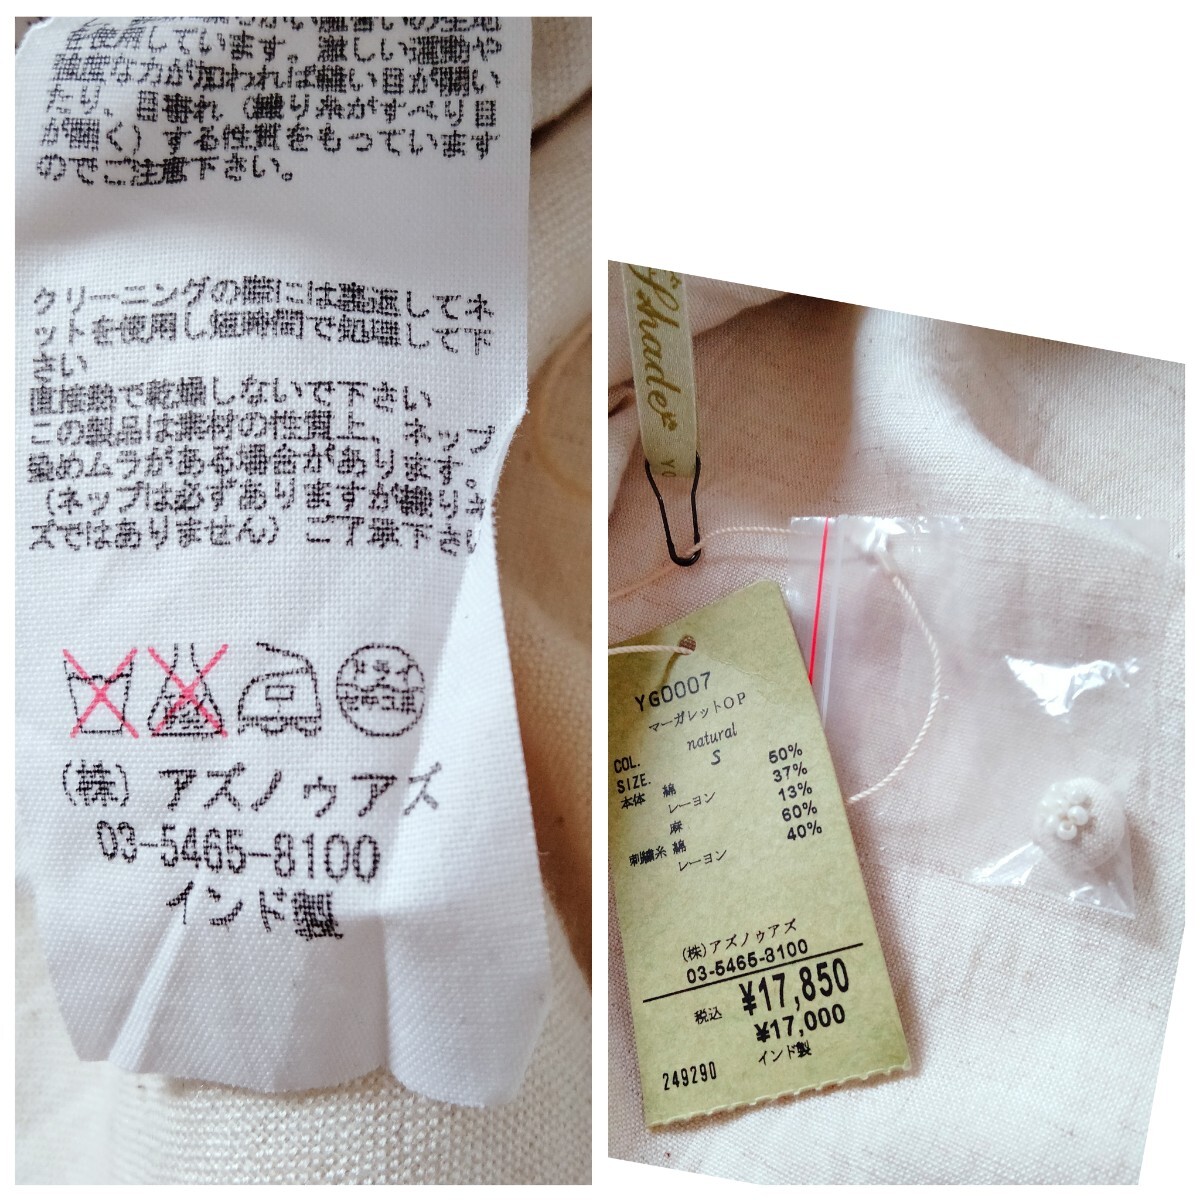 を使用しています。激しい運動や
強度な力が加われば縫い目が開い
たり、目寄れ（織り糸がすべり目
が開く）する性質をもっています
のでご注意下さい。
クリーニングの際には裏返してネ
ットを使用し短時間で処理して下
さい
直接熱で乾燥しないで下さい
この製品は素材の性質上、ネップ
染めムラがある場合があります。
（ネップは必ずありますが織りキ
ズではありません）ご了承下さい
中
(株) アズノゥアズ
03-5465-8100
インド製
Shader
YG0007
マーガレットOP
COL. natural
SIZE. S
本体 綿 50%
レーヨン 37%
麻 13%
刺繍糸 綿 60%
レーヨン 40%
(株)アズノゥアズ
03-5465-8100
税込 ¥17,850
¥17,000
249290 インド製